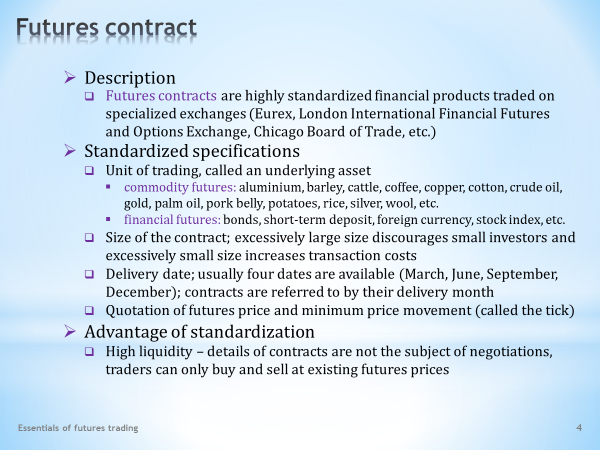 Futures contract
Description
Futures contracts are highly standardized financial products traded on
specialized exchanges (Eurex, London International Financial Futures
and Options Exchange, Chicago Board of Trade, etc.)
Standardized specifications
Unit of trading, called an underlying asset
commodity futures: aluminium, barley, cattle, coffee, copper, cotton, crude oil,
gold, palm oil, pork belly, potatoes, rice, silver, wool, etc.
financial futures: bonds, short-term deposit, foreign currency, stock index, etc.
Size of the contract; excessively large size discourages small investors and
excessively small size increases transaction costs
Delivery date; usually four dates are available (March, June, September,
December); contracts are referred to by their delivery month
Quotation of futures price and minimum price movement (called the tick)
Advantage of standardization
High liquidity – details of contracts are not the subject of negotiations,
traders can only buy and sell at existing futures prices
Essentials of futures trading
4